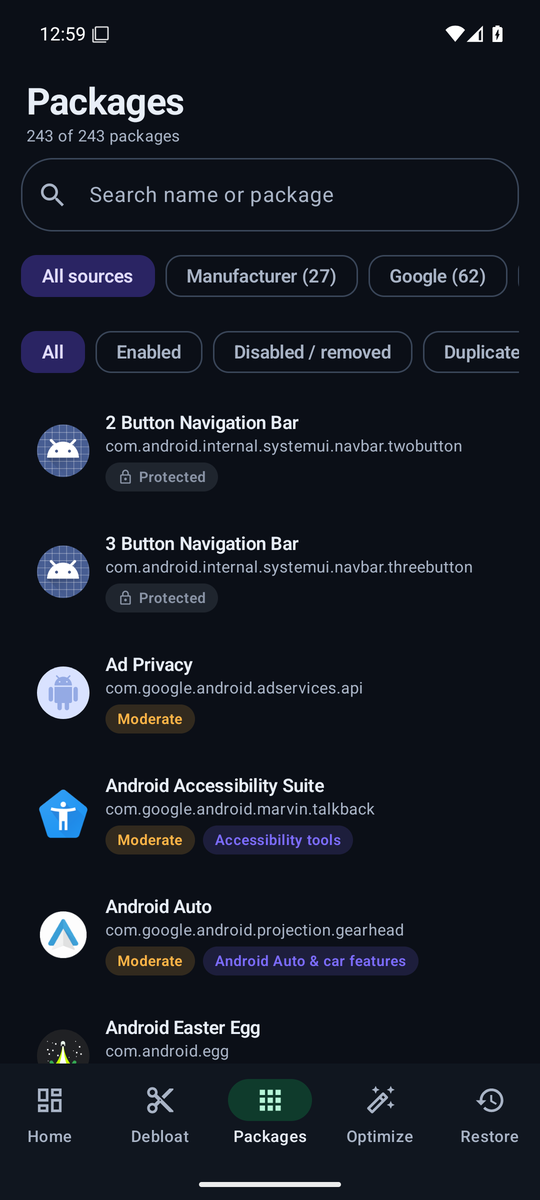 12:59
Packages
243 of 243 packages
Search name or package
All sources
Manufacturer (27)
Google (62)
All
Enabled
Disabled / removed
Duplicate
2 Button Navigation Bar
com.android.internal.systemui.navbar.twobutton
Protected
3 Button Navigation Bar
com.android.internal.systemui.navbar.threebutton
Protected
Ad Privacy
com.google.android.adservices.api
Moderate
Android Accessibility Suite
com.google.android.marvin.talkback
Moderate
Accessibility tools
Android Auto
com.google.android.projection.gearhead
Moderate
Android Auto & car features
Android Easter Egg
com.android.egg
Home
Debloat
Packages
Optimize
Restore